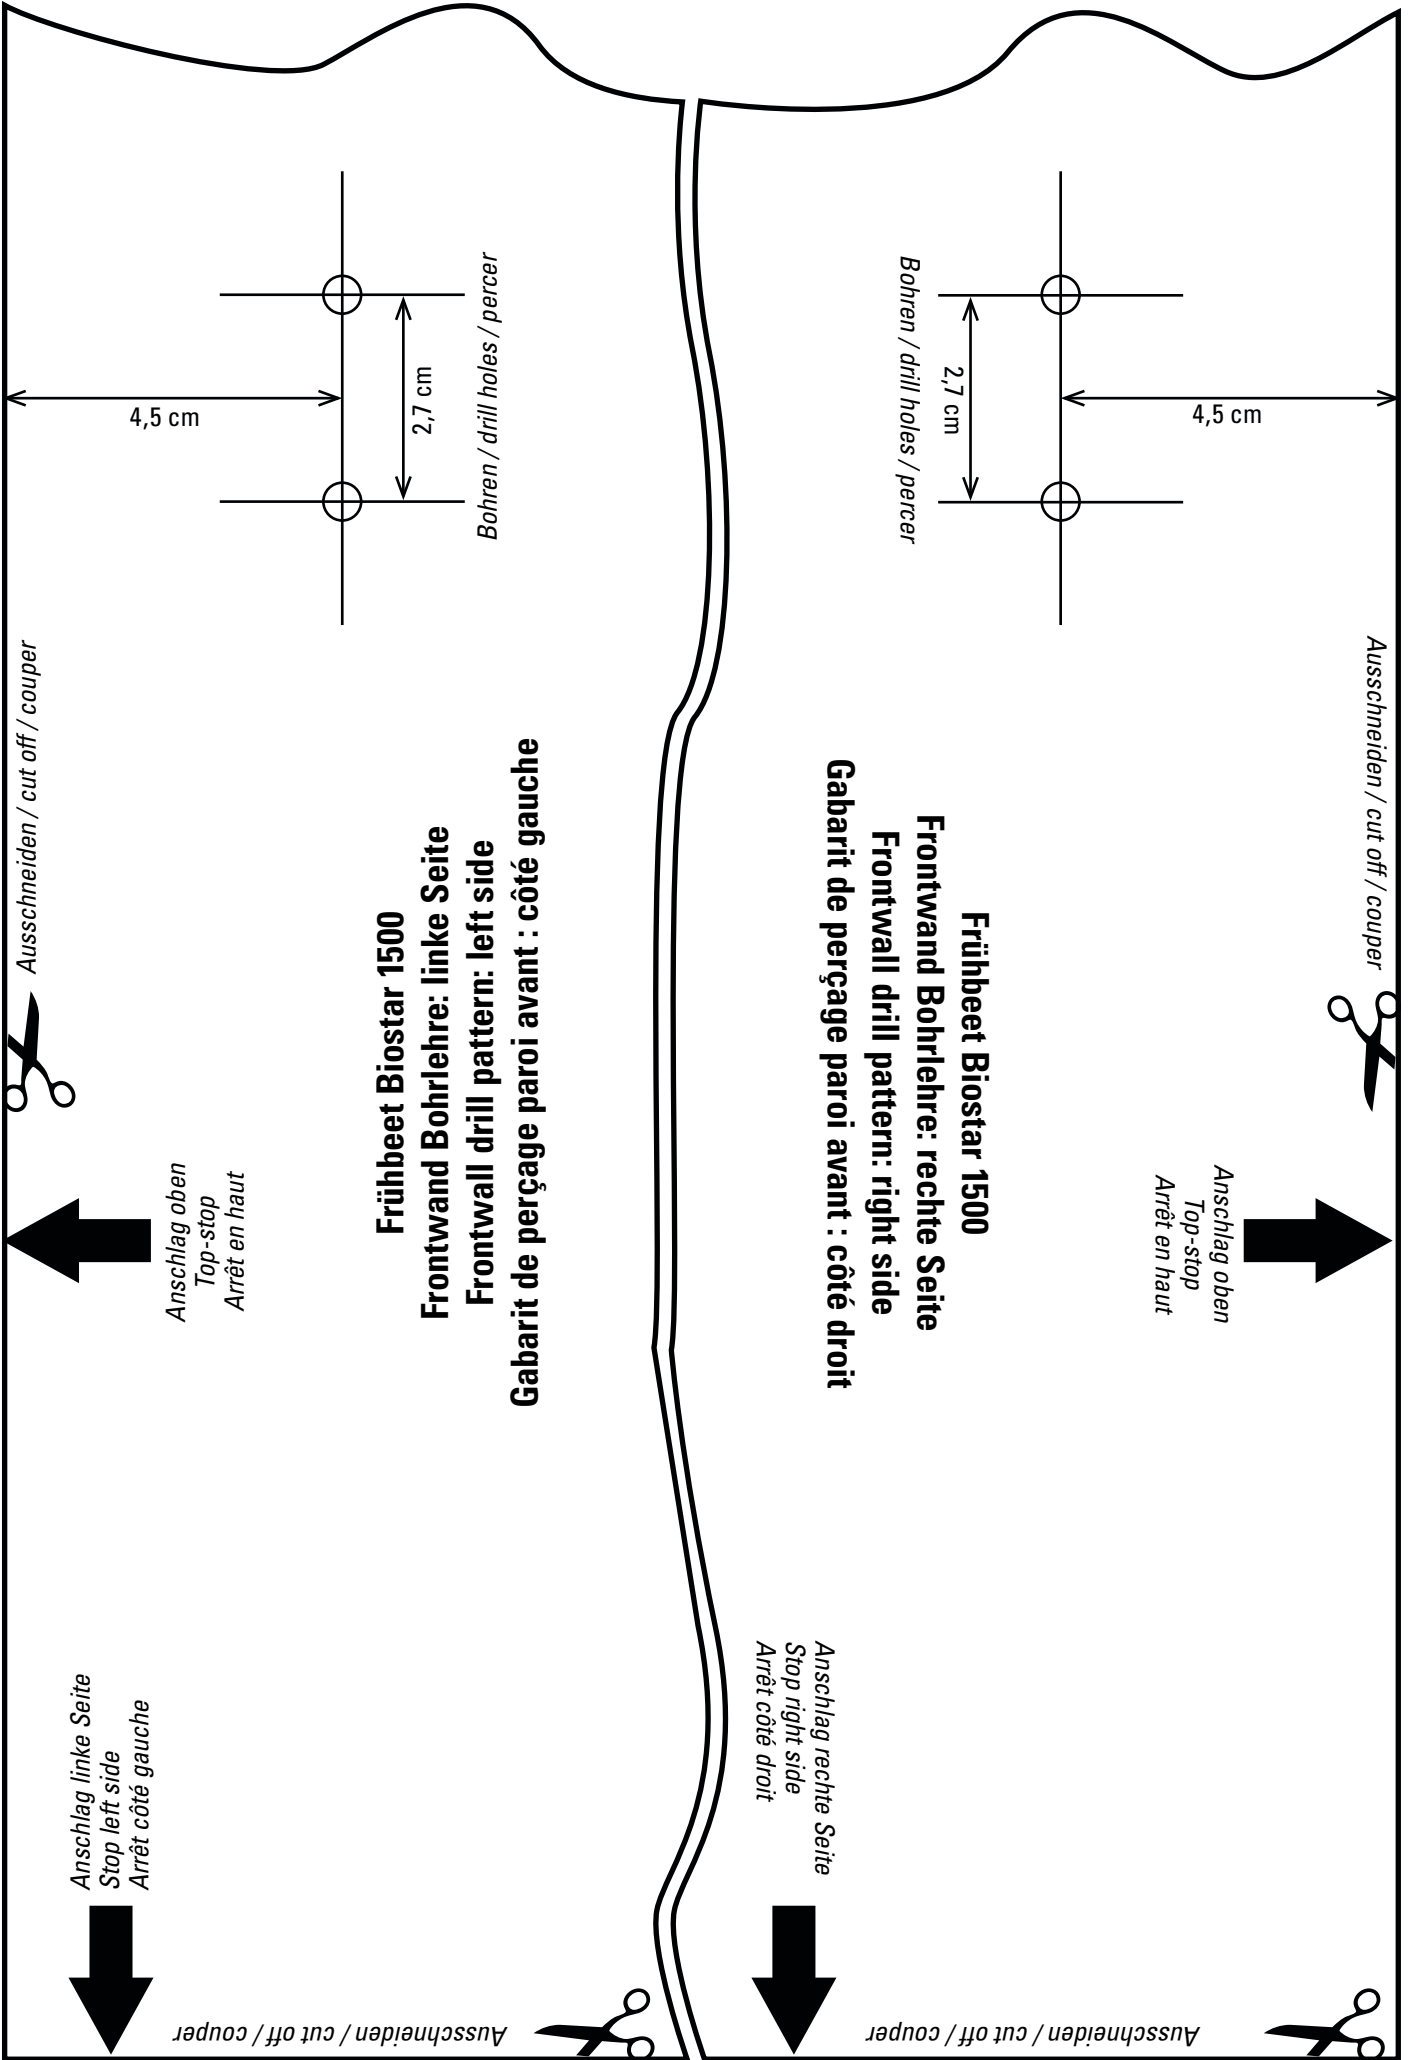 Bohren / drill holes / percer
2,7 cm
4,5 cm
Ausschneiden / cut off / couper
Frühbeet Biostar 1500
Frontwand Bohrlehre: linke Seite
Frontwall drill pattern: left side
Gabarit de perçage paroi avant : côté gauche
Anschlag oben
Top-stop
Arrêt en haut
Anschlag linke Seite
Stop left side
Arrêt côté gauche
Ausschneiden / cut off / couper
Bohren / drill holes / percer
2,7 cm
4,5 cm
Ausschneiden / cut off / couper
Frühbeet Biostar 1500
Frontwand Bohrlehre: rechte Seite
Frontwall drill pattern: right side
Gabarit de perçage paroi avant : côté droit
Anschlag oben
Top-stop
Arrêt en haut
Anschlag rechte Seite
Stop right side
Arrêt côté droit
Ausschneiden / cut off / couper